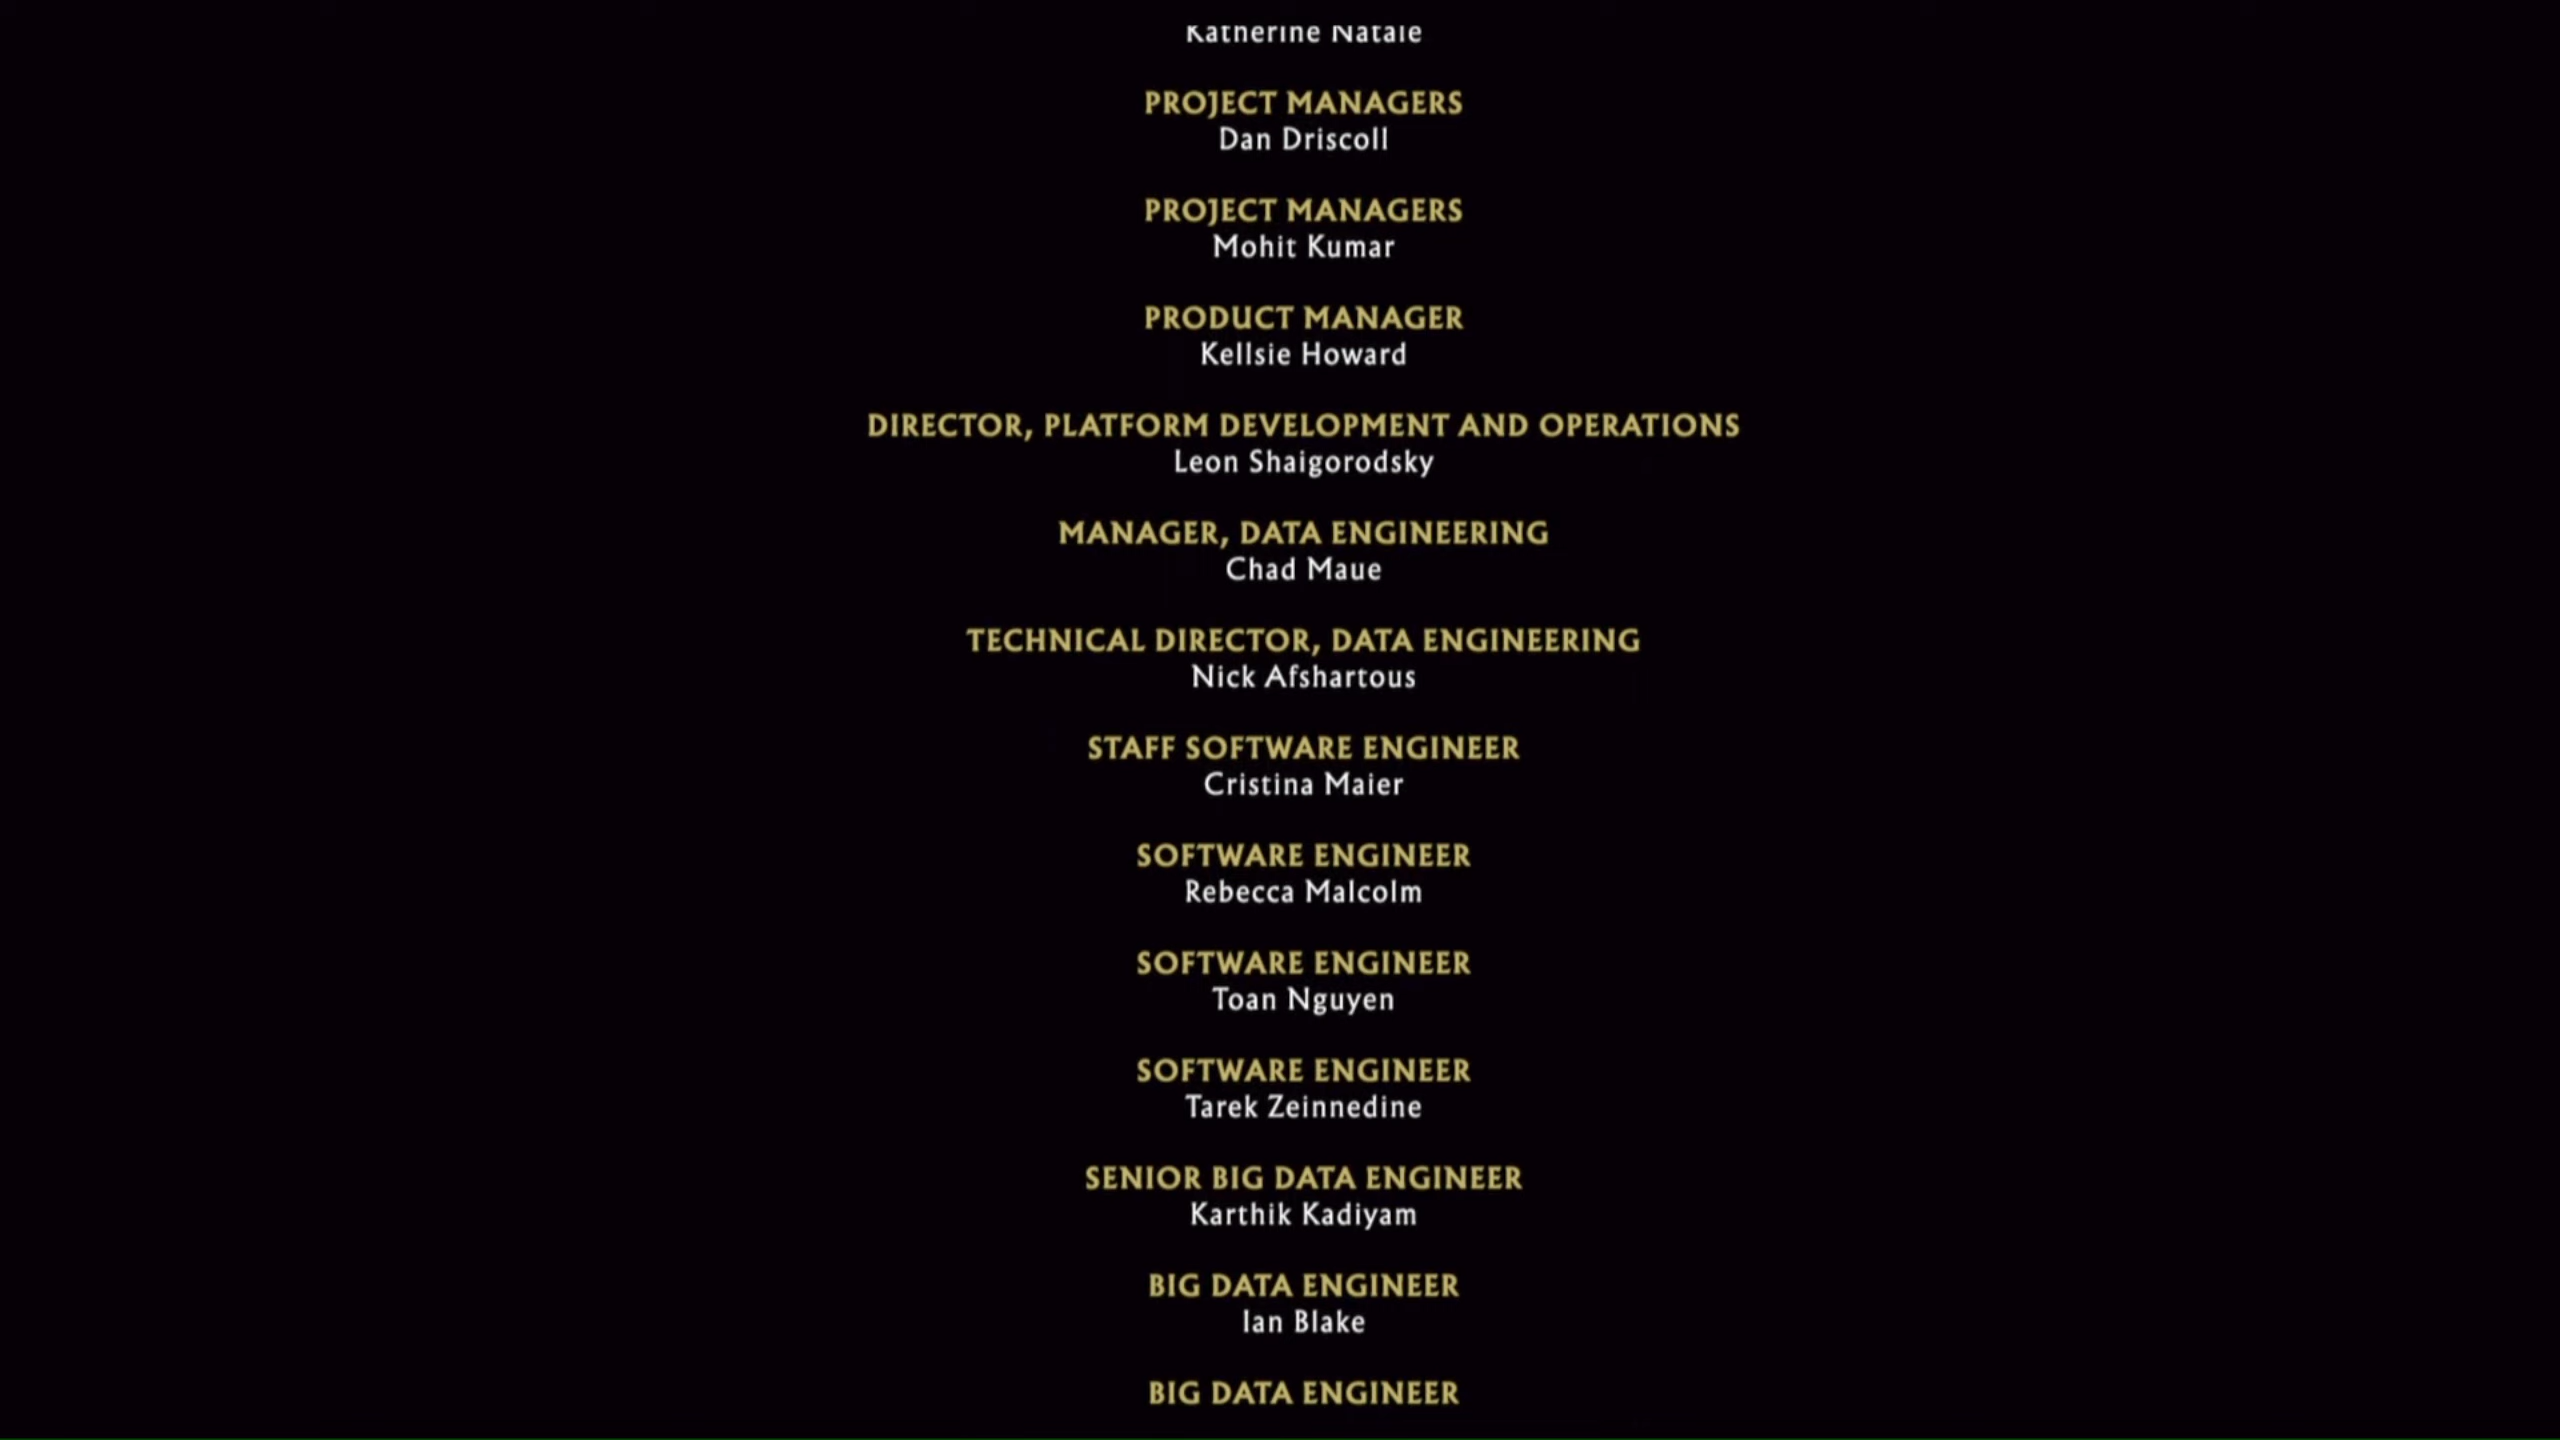 Katherine Natale
PROJECT MANAGERS
Dan Driscoll
PROJECT MANAGERS
Mohit Kumar
PRODUCT MANAGER
Kellsie Howard
DIRECTOR, PLATFORM DEVELOPMENT AND OPERATIONS
Leon Shaigorodsky
MANAGER, DATA ENGINEERING
Chad Maue
TECHNICAL DIRECTOR, DATA ENGINEERING
Nick Afshartous
STAFF SOFTWARE ENGINEER
Cristina Maier
SOFTWARE ENGINEER
Rebecca Malcolm
SOFTWARE ENGINEER
Toan Nguyen
SOFTWARE ENGINEER
Tarek Zeinnedine
SENIOR BIG DATA ENGINEER
Karthik Kadiyam
BIG DATA ENGINEER
Ian Blake
BIG DATA ENGINEER